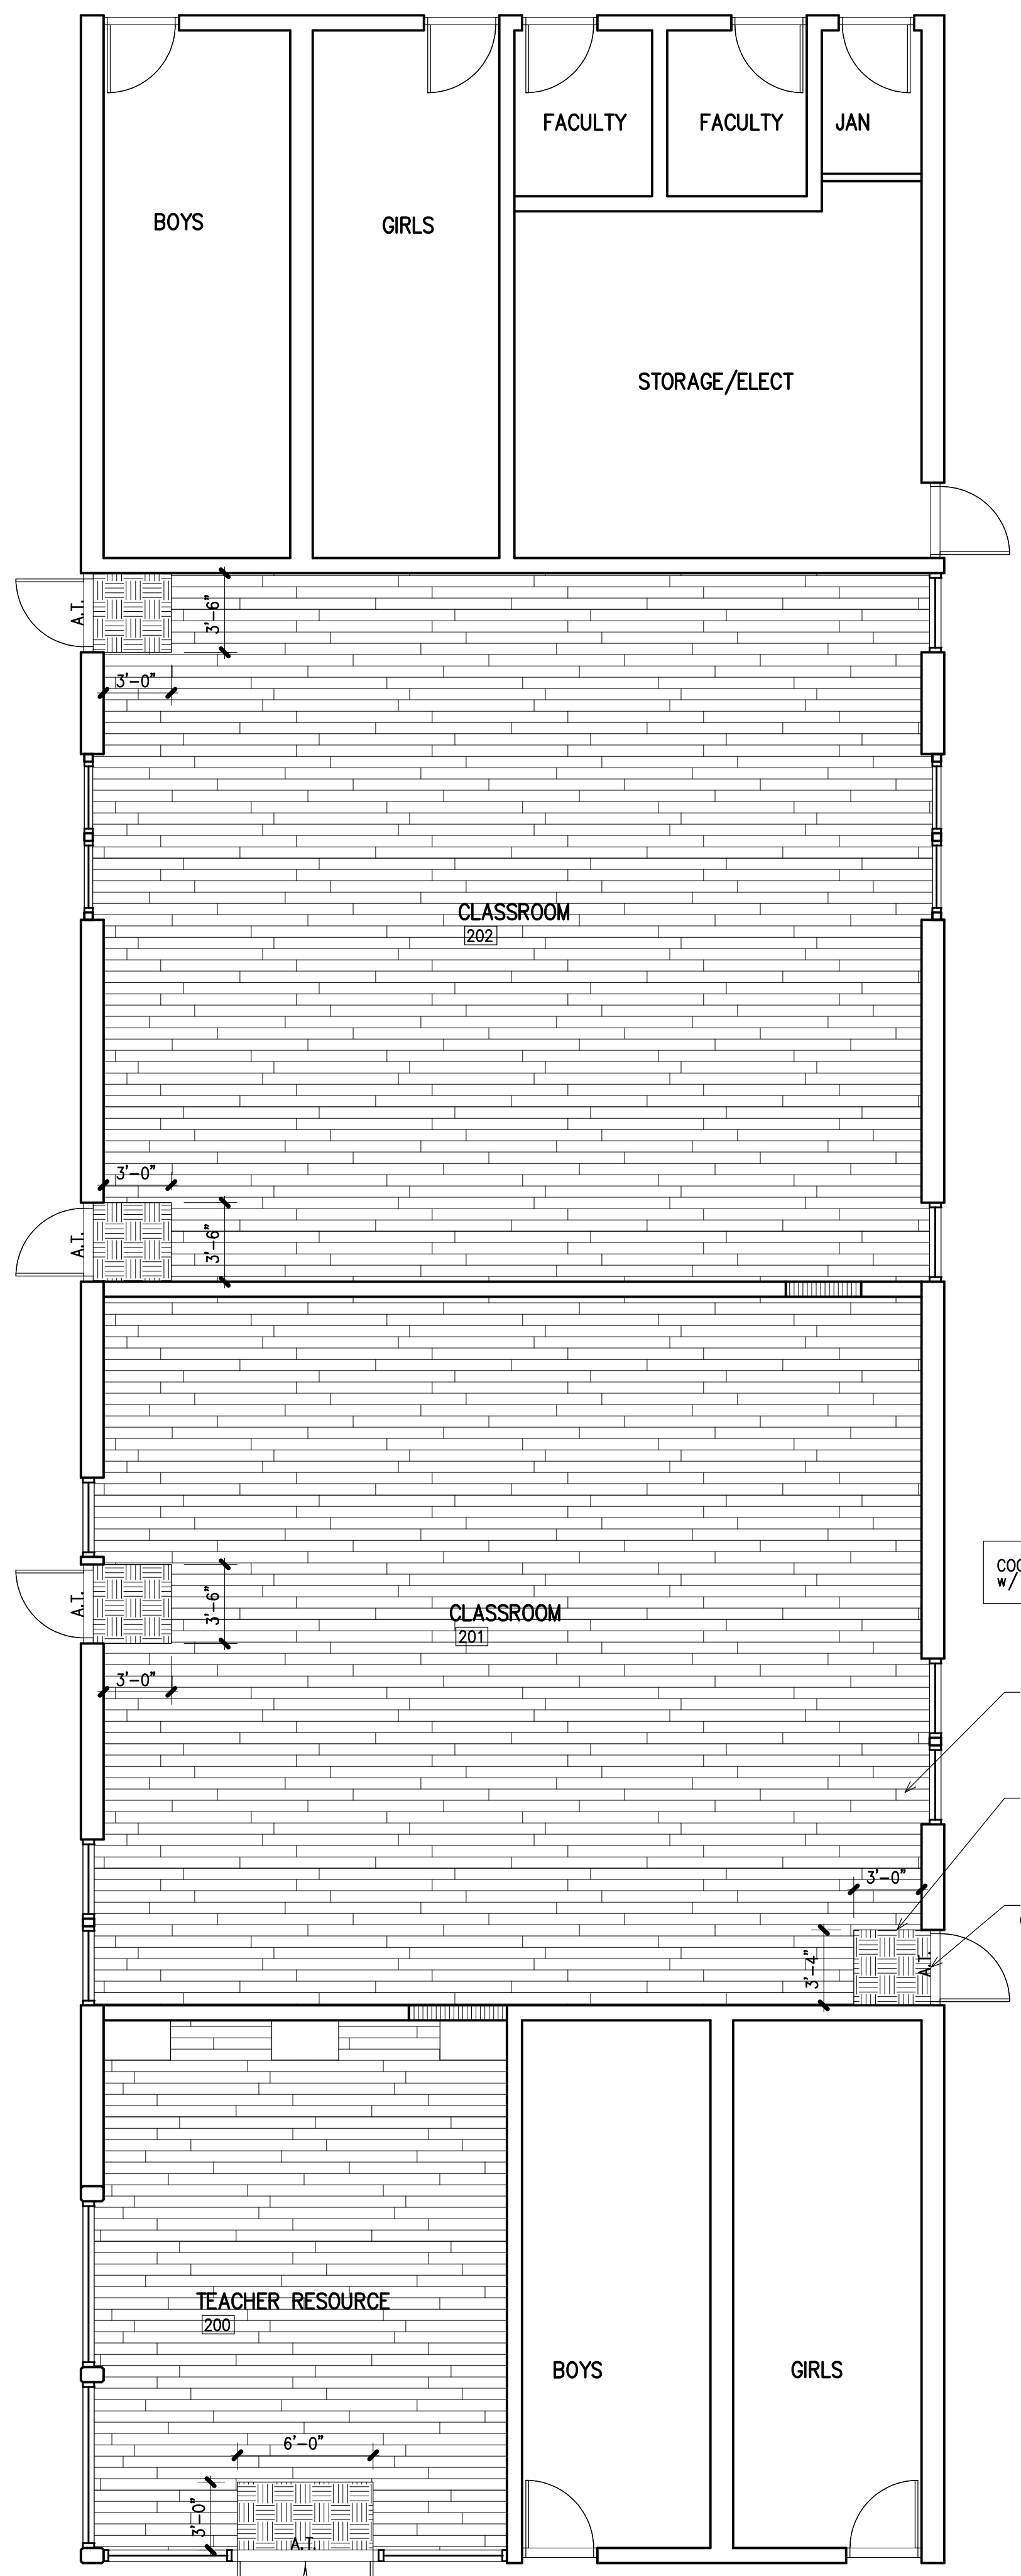 FACULTY
FACULTY
JAN
BOYS
GIRLS
STORAGE/ELECT
A.T.
3'-6"
3'-0"
CLASSROOM
202
3'-0"
A.T.
3'-6"
A.T.
3'-6"
CLASSROOM
201
w/
3'-0"
3'-0"
3'-4"
A.T.
TEACHER RESOURCE
200
BOYS
GIRLS
6'-0"
3'-0"
A.T.